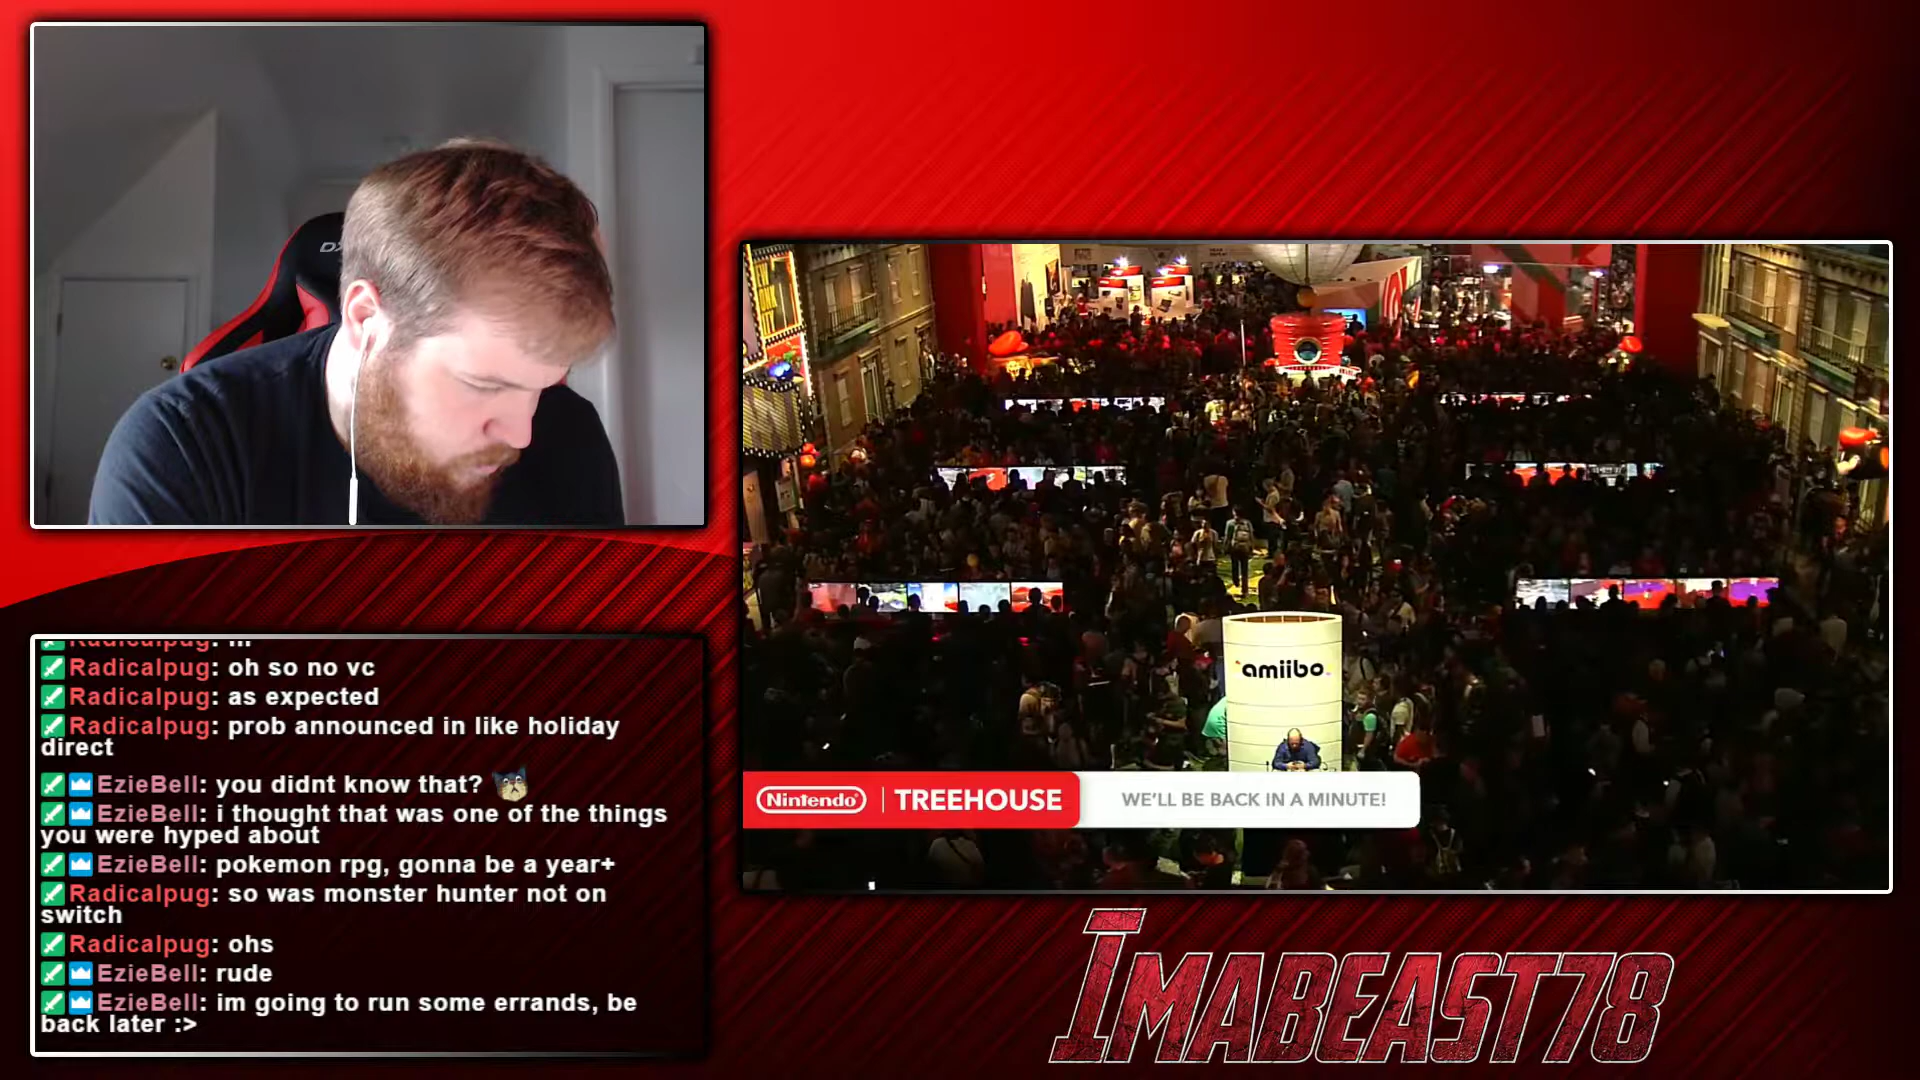 DX
Radicalpug: m
Radicalpug: oh so no vc
Radicalpug: as expected
Radicalpug: prob announced in like holiday
direct
EzieBell: you didnt know that?
EzieBell: i thought that was one of the things
you were hyped about
EzieBell: pokemon rpg, gonna be a year+
Radicalpug: so was monster hunter not on
switch
Radicalpug: ohs
EzieBell: rude
EzieBell: im going to run some errands, be
back later :>
amiibo
Nintendo | TREEHOUSE
WE'LL BE BACK IN A MINUTE!
IMABEAST78